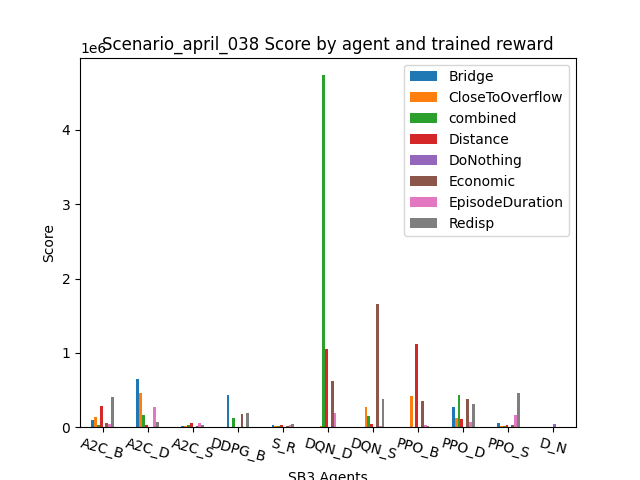 Scenario_april_038 Score by agent and trained reward
1e6
Bridge
CloseToOverflow
combined
Distance
DoNothing
Economic
EpisodeDuration
Redisp
Score
4
3
2
1
0
A2C_B
A2C_D
A2C_S
DDPG_B
S_R
DQN_D
DQN_S
PPO_B
PPO_D
PPO_S
D_N
SB3 Agents